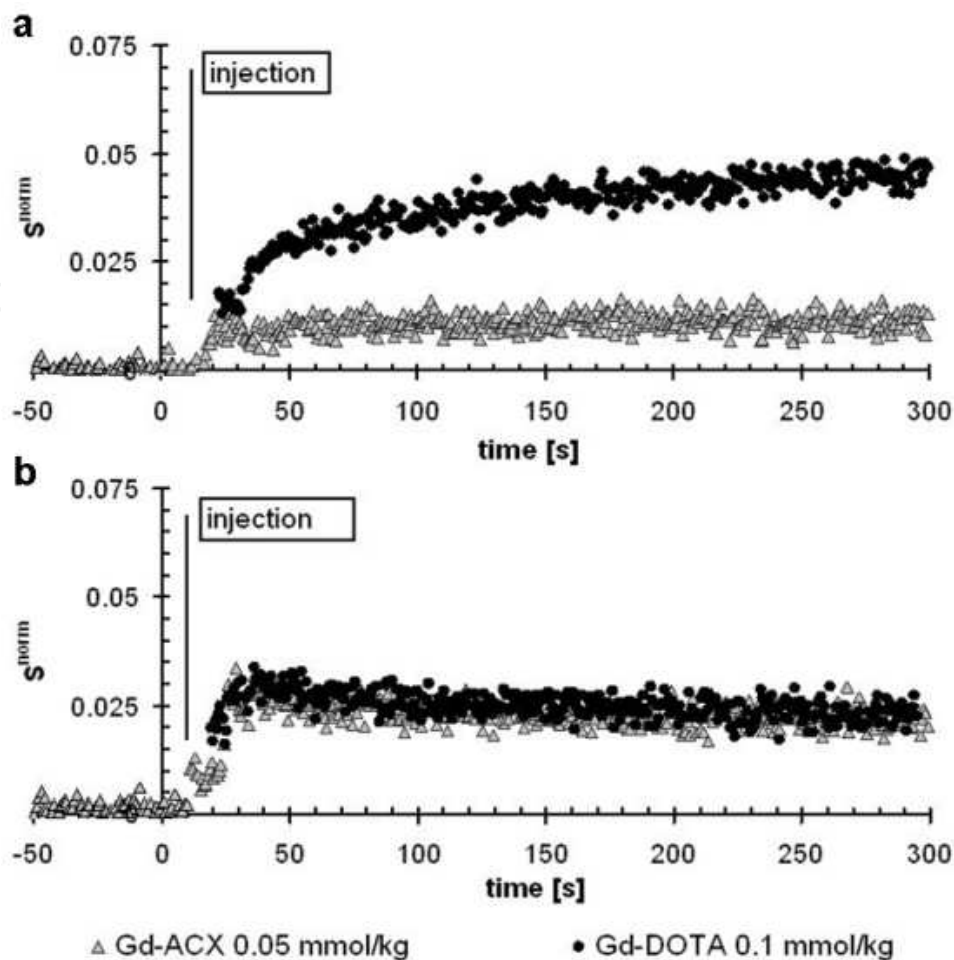 a
0.075
injection
0.05
S^norm
0.025
0
-50 0 50 100 150 200 250 300
time [s]
b
0.075
injection
0.05
S^norm
0.025
0
-50 0 50 100 150 200 250 300
time [s]
Gd-ACX 0.05 mmol/kg
Gd-DOTA 0.1 mmol/kg